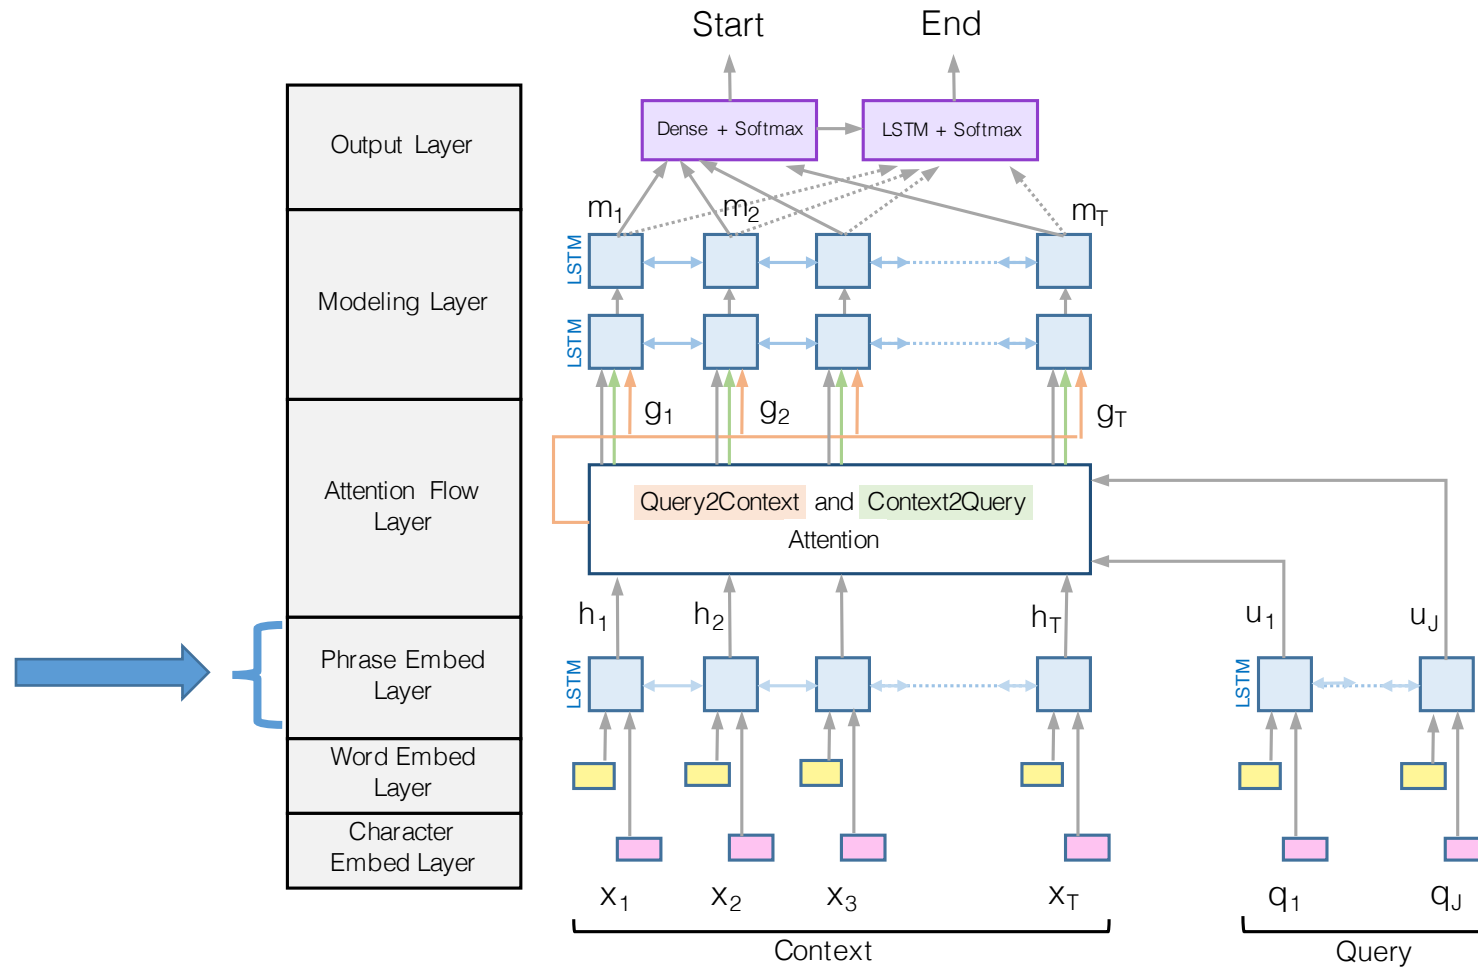 Start End
Output Layer
Dense + Softmax LSTM + Softmax
m1 m2 mT
LSTM
Modeling Layer
LSTM
g1 g2 gT
Attention Flow
Layer
Query2Context and Context2Query
Attention
h1 h2 hT u1 uJ
Phrase Embed
Layer
LSTM LSTM
Word Embed
Layer
Character
Embed Layer
x1 x2 x3 xT q1 qJ
Context Query